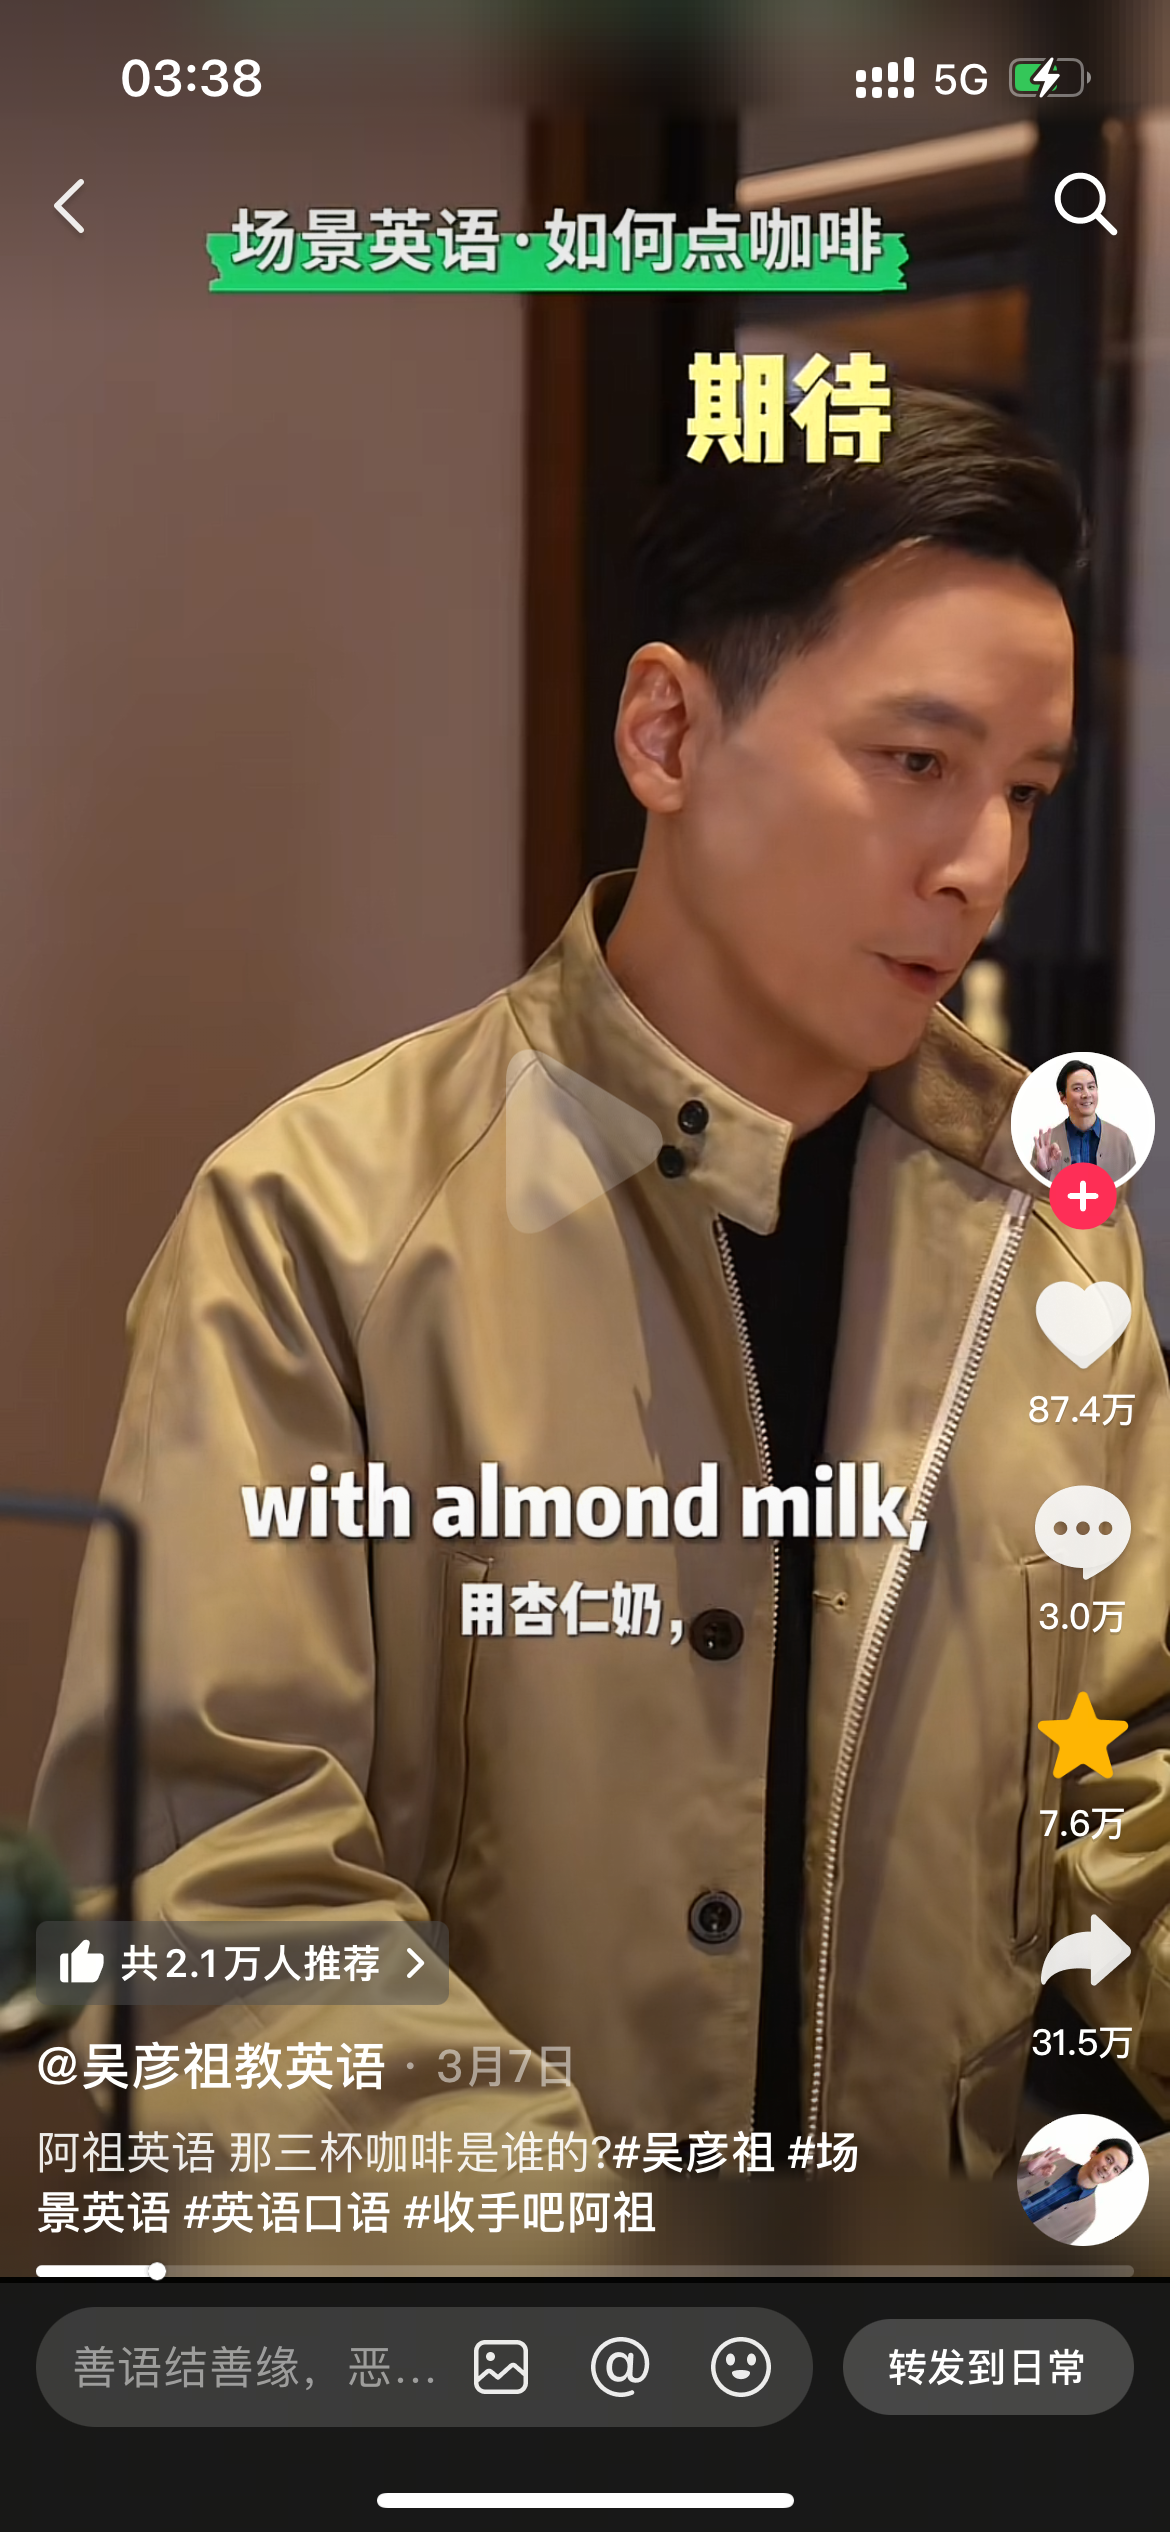 03:38
5G
场景英语·如何点咖啡
期待
87.4万
with almond milk,
用杏仁奶,
3.0万
7.6万
共2.1万人推荐
31.5万
@吴彦祖教英语 · 3月7日
阿祖英语 那三杯咖啡是谁的?#吴彦祖 #场
景英语 #英语口语 #收手吧阿祖
善语结善缘，恶...
转发到日常